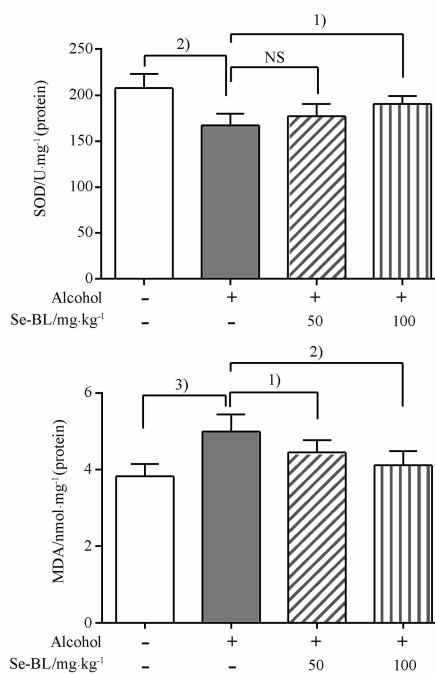 1)
2)
NS
250
200
150
100
50
0
SOD/U·mg⁻¹(protein)
Alcohol - + + +
Se-BL/mg·kg⁻¹ - - 50 100
2)
3)
1)
6
4
2
0
MDA/nmol·mg⁻¹(protein)
Alcohol - + + +
Se-BL/mg·kg⁻¹ - - 50 100